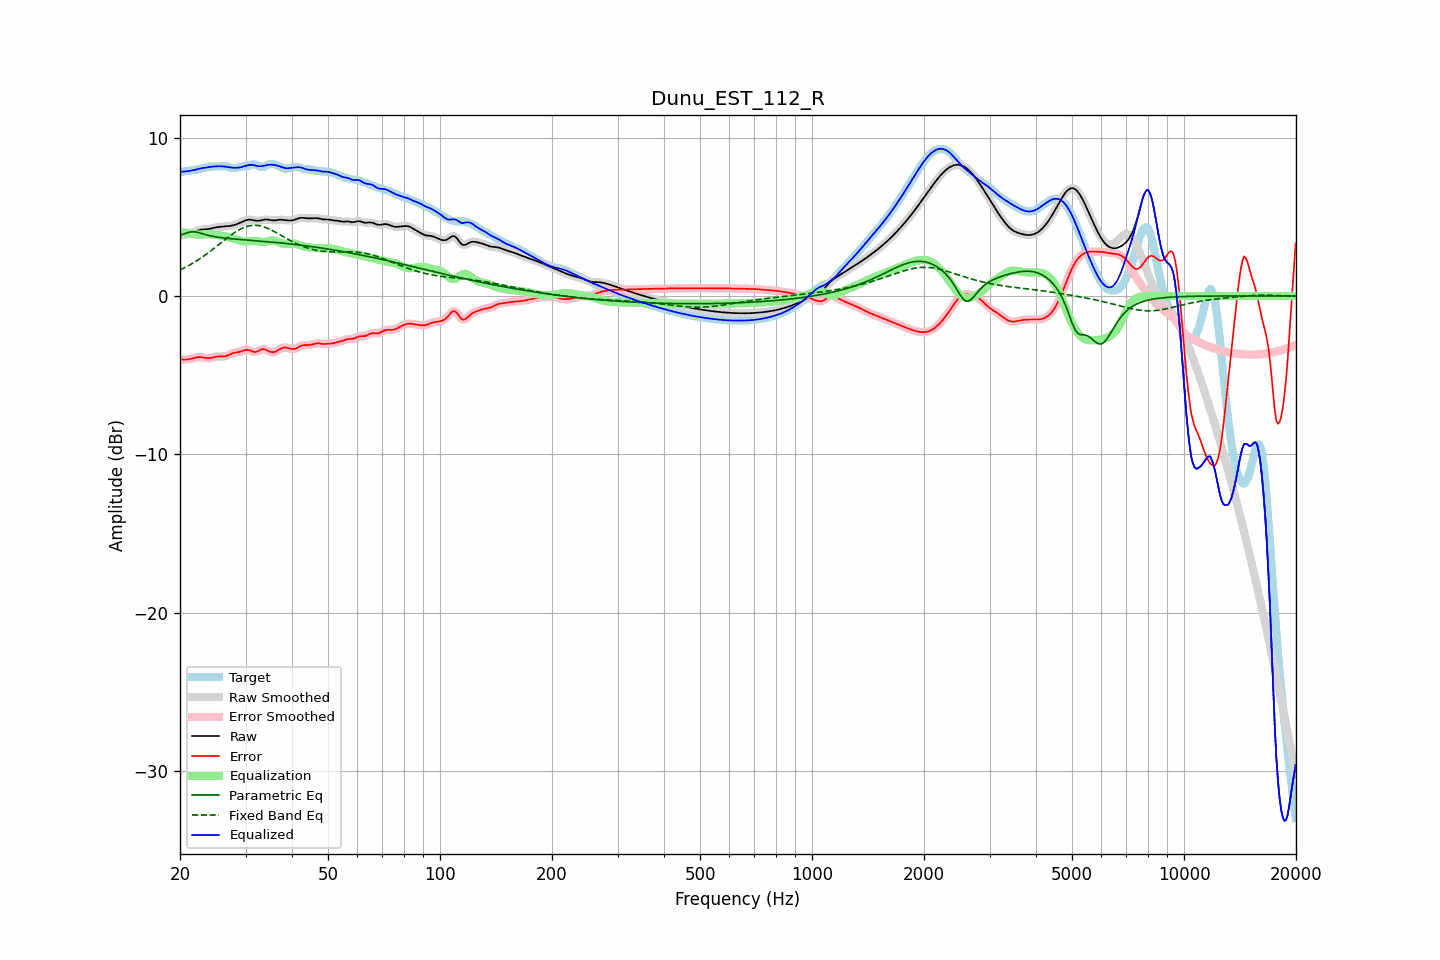 Dunu_EST_112_R
Amplitude (dBr)
10
0
−10
−20
−30
Target
Raw Smoothed
Error Smoothed
Raw
Error
Equalization
Parametric Eq
Fixed Band Eq
Equalized
20 50 100 200 500 1000 2000 5000 10000 20000
Frequency (Hz)